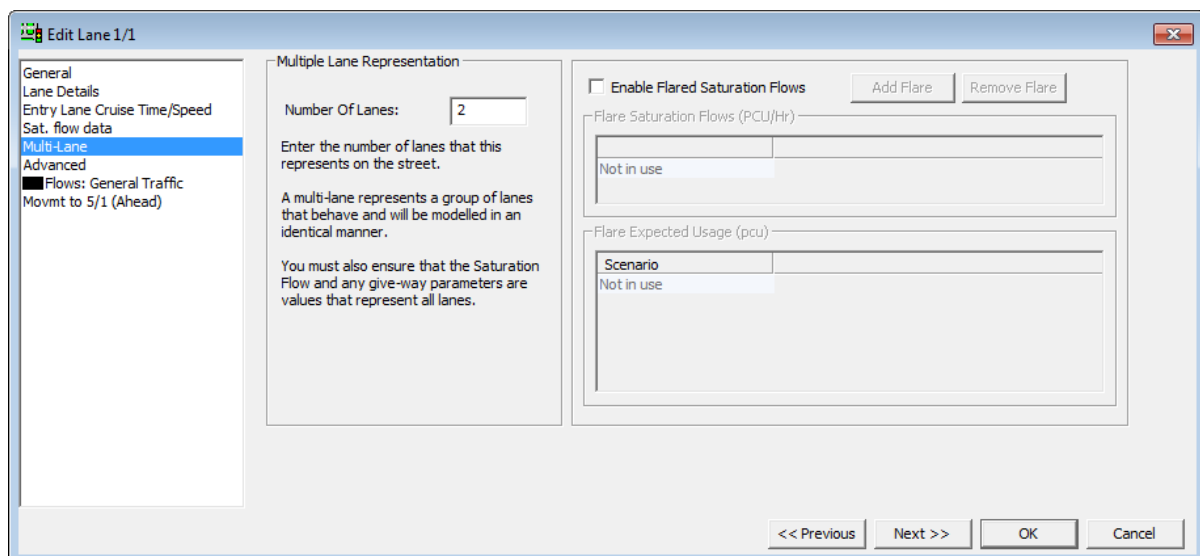 Edit Lane 1/1
General
Lane Details
Entry Lane Cruise Time/Speed
Sat. flow data
Multi-Lane
Advanced
Flows: General Traffic
Movmt to 5/1 (Ahead)
Multiple Lane Representation
Number Of Lanes: 2
Enter the number of lanes that this
represents on the street.
A multi-lane represents a group of lanes
that behave and will be modelled in an
identical manner.
You must also ensure that the Saturation
Flow and any give-way parameters are
values that represent all lanes.
Enable Flared Saturation Flows
Add Flare
Remove Flare
Flare Saturation Flows (PCU/Hr)
Not in use
Flare Expected Usage (pcu)
Scenario
Not in use
<< Previous
Next >>
OK
Cancel